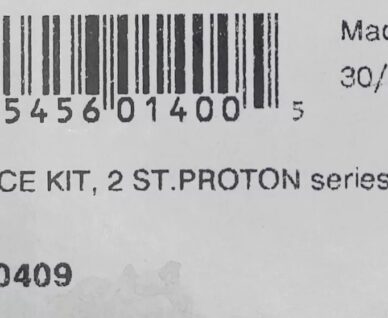 Mad
30/
5456 01400 5
CE KIT, 2 ST.PROTON series
0409